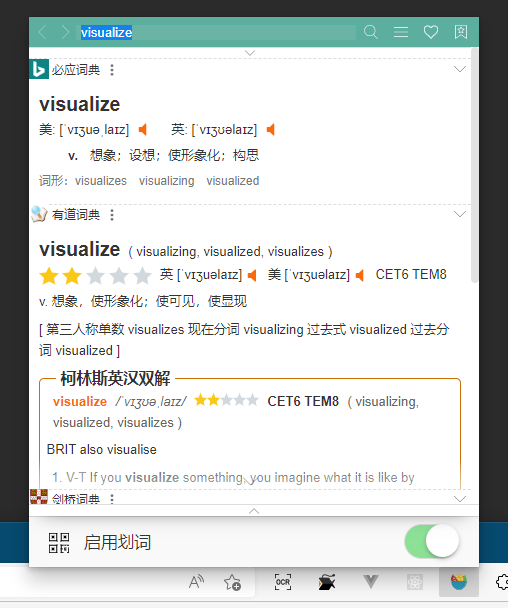 visualize
必应词典
visualize
美: [ˈvɪʒuəˌlaɪz] 英: [ˈvɪʒʊəlaɪz]
v. 想象；设想；使形象化；构思
词形：visualizes visualizing visualized
有道词典
visualize ( visualizing, visualized, visualizes )
英 [ˈvɪʒuəlaɪz] 美 [ˈvɪʒuəlaɪz] CET6 TEM8
v. 想象，使形象化；使可见，使显现
[ 第三人称单数 visualizes 现在分词 visualizing 过去式 visualized 过去分
词 visualized ]
柯林斯英汉双解
visualize /ˈvɪʒʊəˌlaɪz/ CET6 TEM8 ( visualizing,
visualized, visualizes )
BRIT also visualise
1. V-T If you visualize something, you imagine what it is like by
剑桥词典
启用划词
OCR